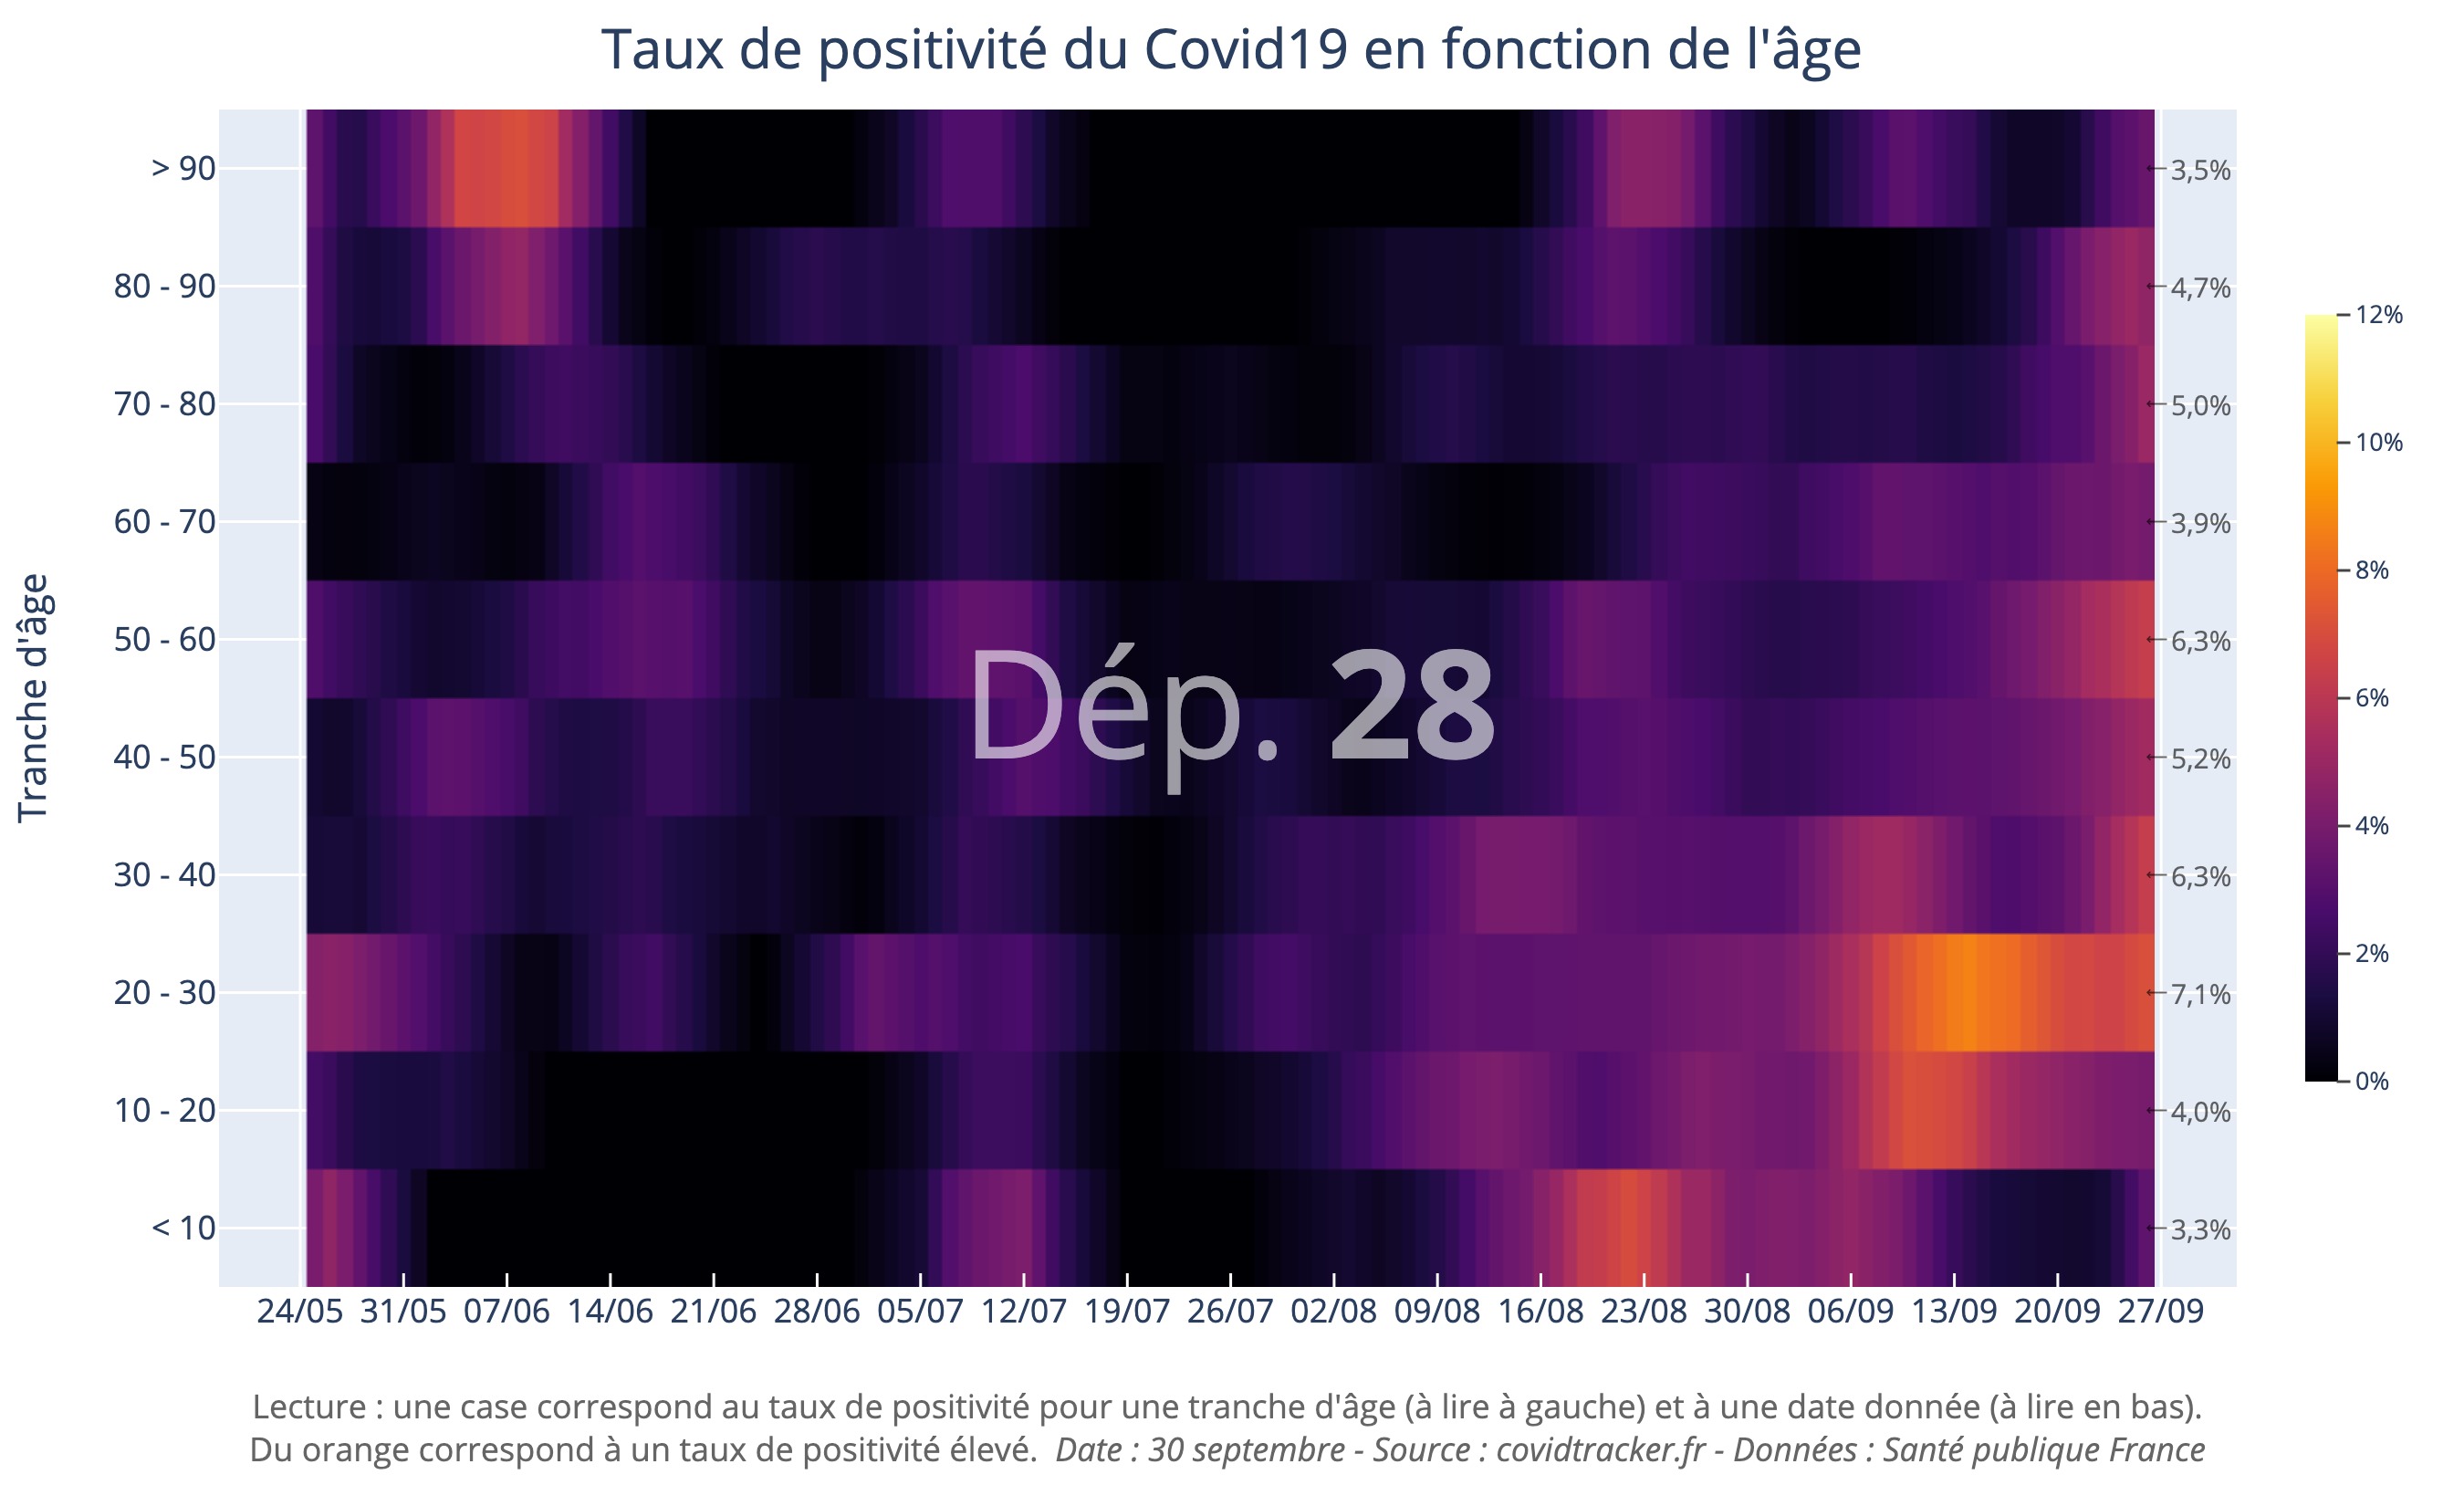 Taux de positivité du Covid19 en fonction de l'âge
Tranche d'âge
> 90
80 - 90
70 - 80
60 - 70
50 - 60
40 - 50
30 - 40
20 - 30
10 - 20
< 10
Dép. 28
3,5%
4,7%
5,0%
3,9%
6,3%
5,2%
6,3%
7,1%
4,0%
3,3%
12%
10%
8%
6%
4%
2%
0%
24/05 31/05 07/06 14/06 21/06 28/06 05/07 12/07 19/07 26/07 02/08 09/08 16/08 23/08 30/08 06/09 13/09 20/09 27/09
Lecture : une case correspond au taux de positivité pour une tranche d'âge (à lire à gauche) et à une date donnée (à lire en bas).
Du orange correspond à un taux de positivité élevé. Date : 30 septembre - Source : covidtracker.fr - Données : Santé publique France